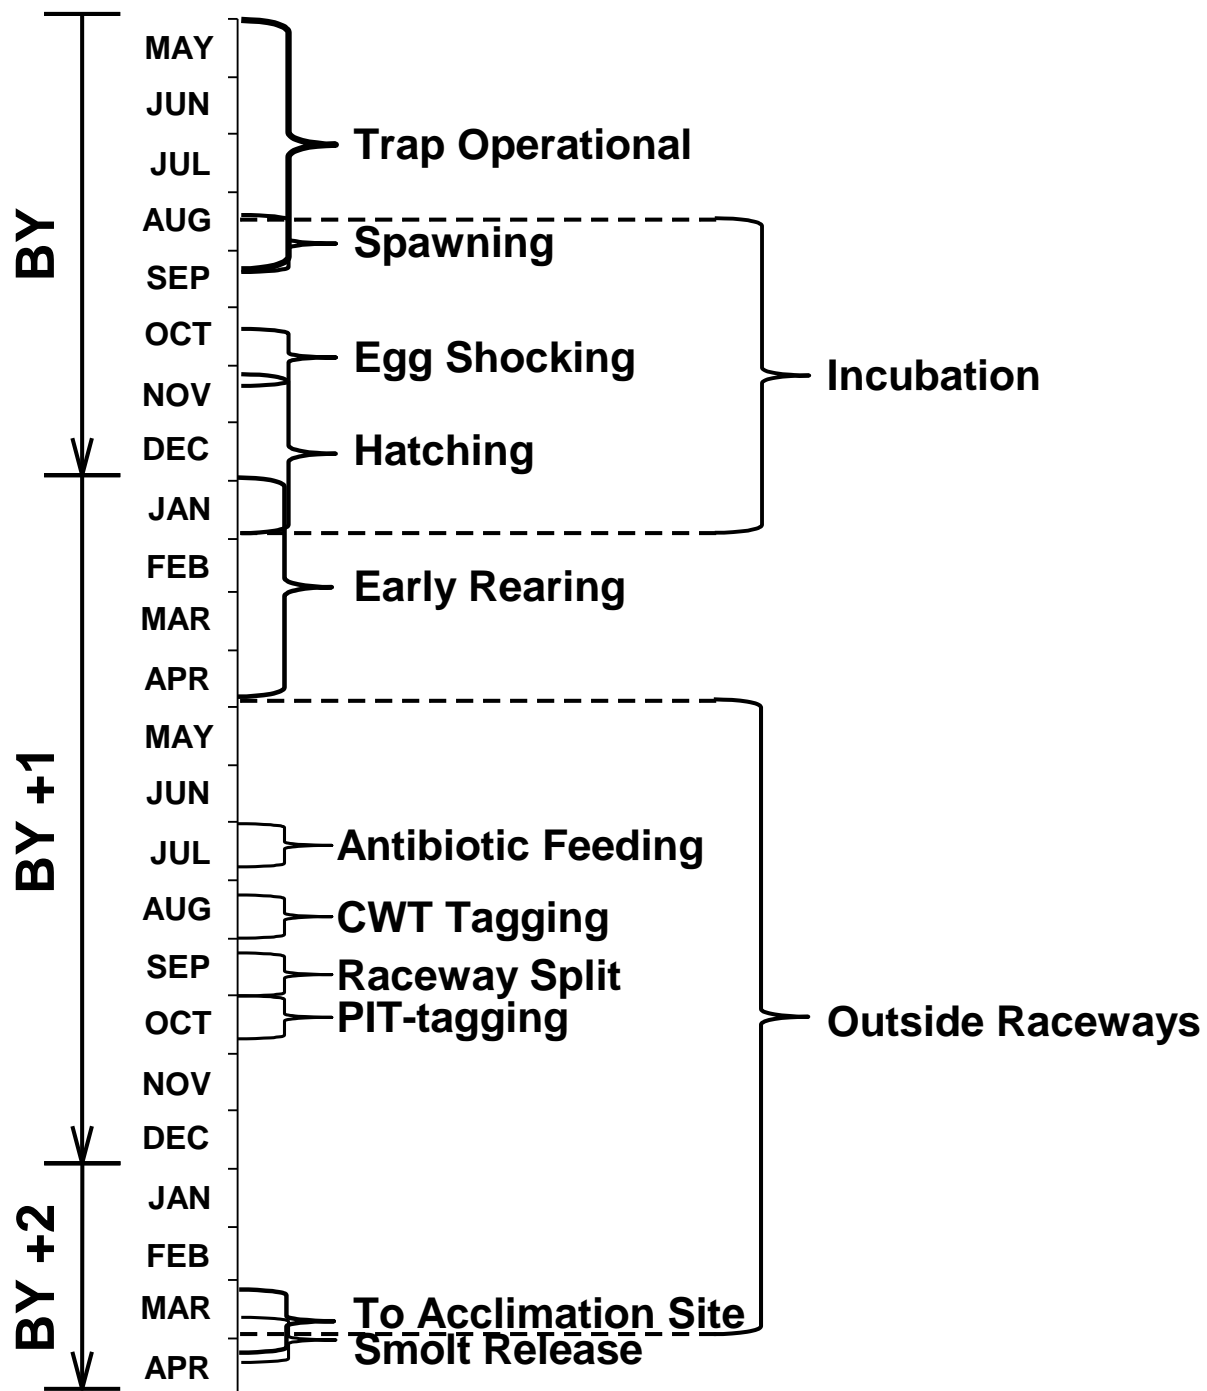 BY
MAY
JUN
JUL
AUG
SEP
OCT
NOV
DEC
Trap Operational
Spawning
Egg Shocking
Hatching
Incubation
BY +1
JAN
FEB
MAR
APR
MAY
JUN
JUL
AUG
SEP
OCT
NOV
DEC
Early Rearing
Antibiotic Feeding
CWT Tagging
Raceway Split
PIT-tagging
Outside Raceways
BY +2
JAN
FEB
MAR
APR
To Acclimation Site
Smolt Release